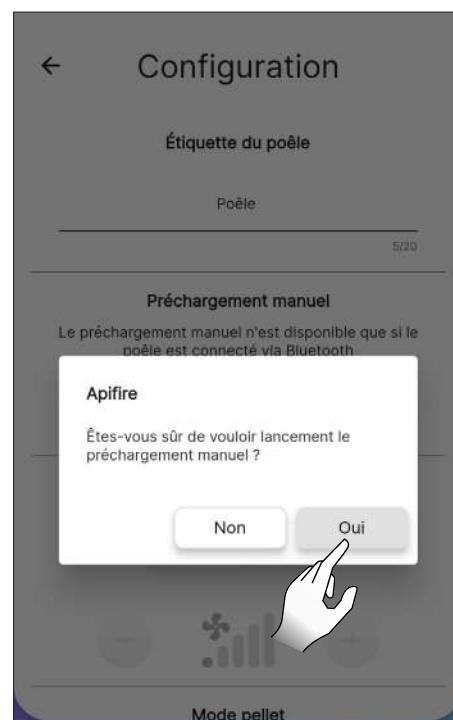 Configuration
Étiquette du poêle
Poêle
5/20
Préchargement manuel
Le préchargement manuel n'est disponible que si le
poêle est connecté via Bluetooth
Apifire
Êtes-vous sûr de vouloir lancement le
préchargement manuel ?
Non
Oui
Mode pellet